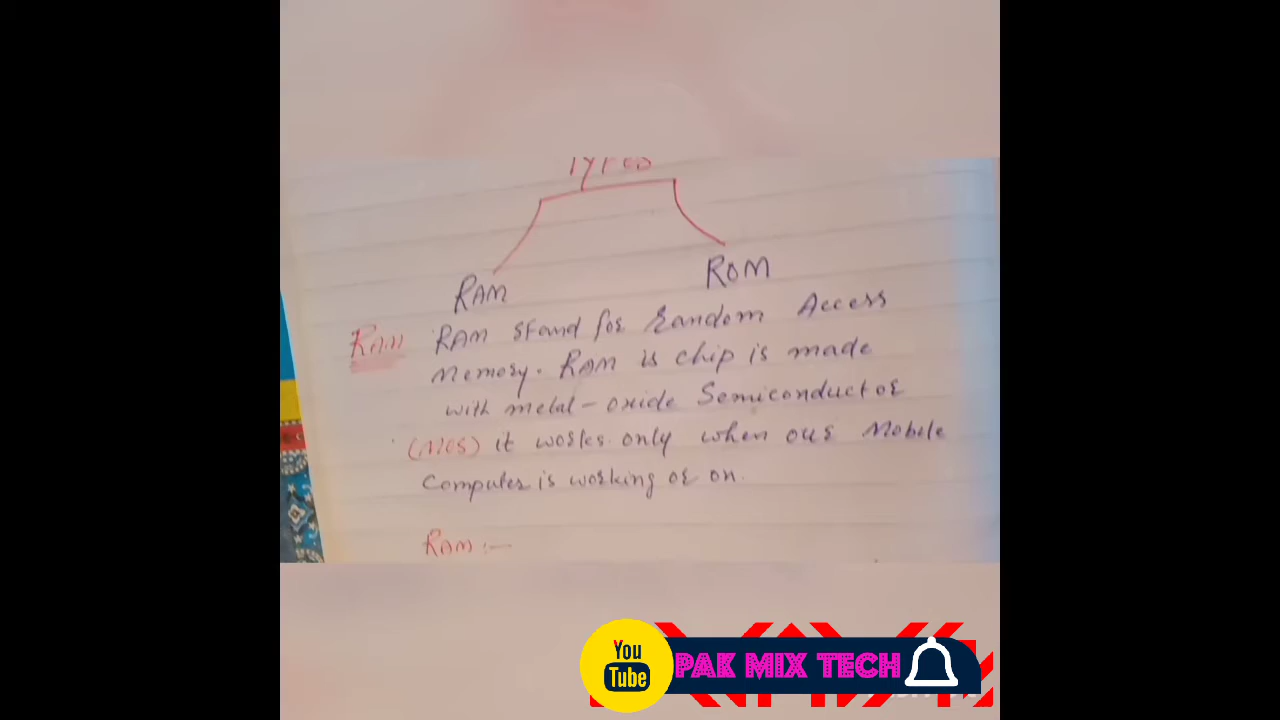 Types
RAM ROM
RAM RAM stand for Random Access
Memory. RAM is chip is made
with metal-oxide Semiconductor
(MOS) it works only when our Mobile
Computer is working or on.
RAM :-
You
Tube
PAK MIX TECH